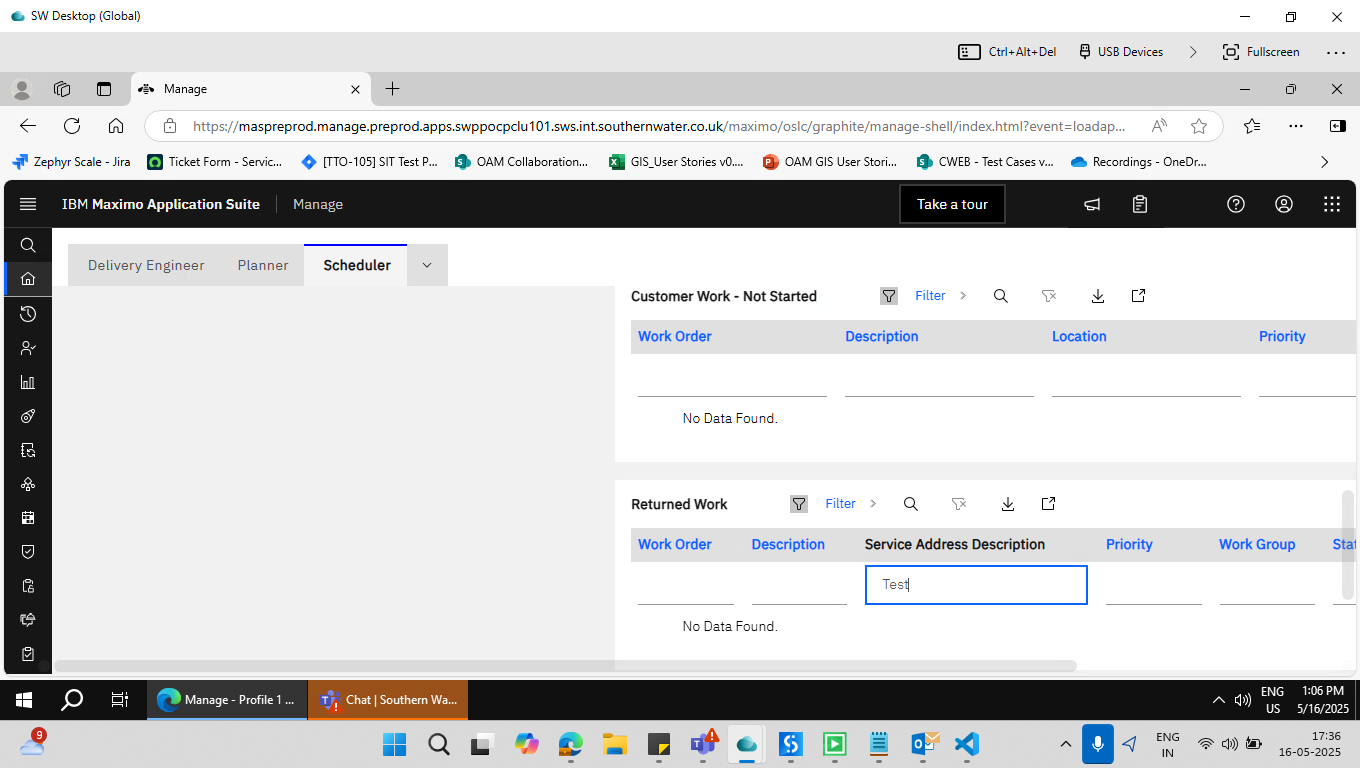 SW Desktop (Global)
Ctrl+Alt+Del
USB Devices
Fullscreen
Manage
https://maspreprod.manage.preprod.apps.swppocpclu101.sws.int.southernwater.co.uk/maximo/oslc/graphite/manage-shell/index.html?event=loadap...
Zephyr Scale - Jira
Ticket Form - Servic...
[TTO-105] SIT Test P...
OAM Collaboration...
GIS_User Stories v0....
OAM GIS User Stori...
CWEB - Test Cases v...
Recordings - OneDr...
IBM Maximo Application Suite
Manage
Take a tour
Delivery Engineer
Planner
Scheduler
Customer Work - Not Started
Filter
Work Order
Description
Location
Priority
No Data Found.
Returned Work
Filter
Work Order
Description
Service Address Description
Priority
Work Group
Stat
Test
No Data Found.
Manage - Profile 1 ...
Chat | Southern Wa...
ENG
US
1:06 PM
5/16/2025
9
ENG
IN
17:36
16-05-2025